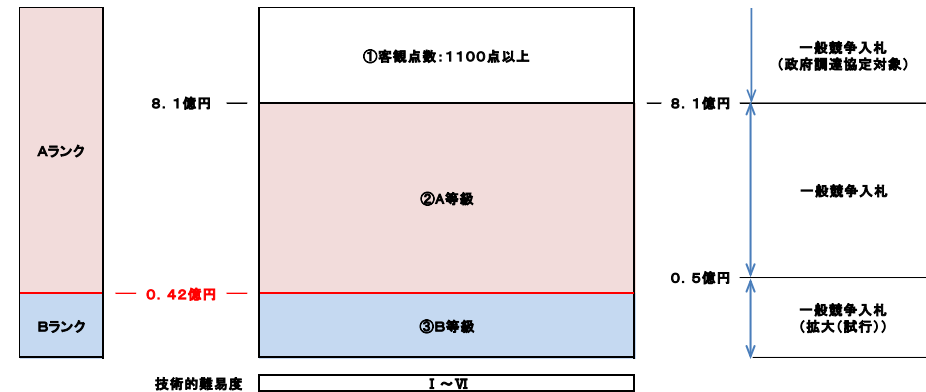 ①客観点数：１１００点以上
一般競争入札
（政府調達協定対象）
８．１億円
８．１億円
Aランク
②A等級
一般競争入札
０．５億円
０．４２億円
Bランク
③B等級
一般競争入札
（拡大（試行））
技術的難易度
Ⅰ ～ Ⅵ